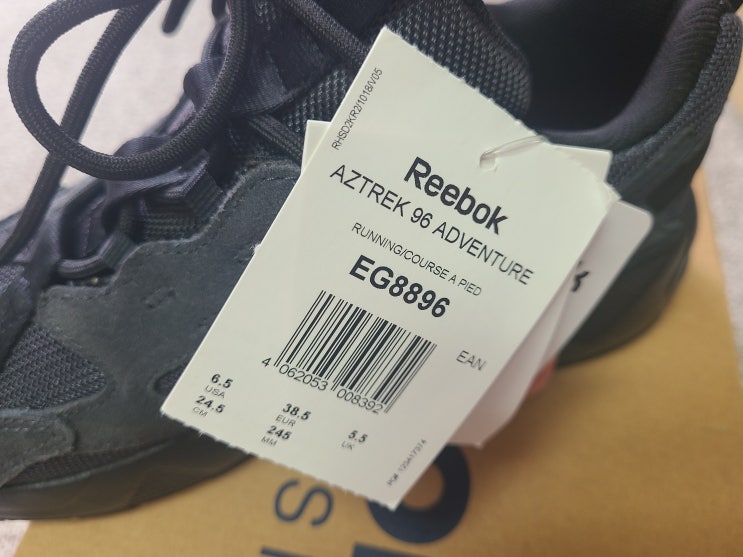 RHSD2KR2/1018/V05
Reebok
AZTREK 96 ADVENTURE
RUNNING/COURSE A PIED
EG8896
EAN
4 062053 008392
6.5 38.5 5.5
USA EUR UK
24.5 245
CM MM